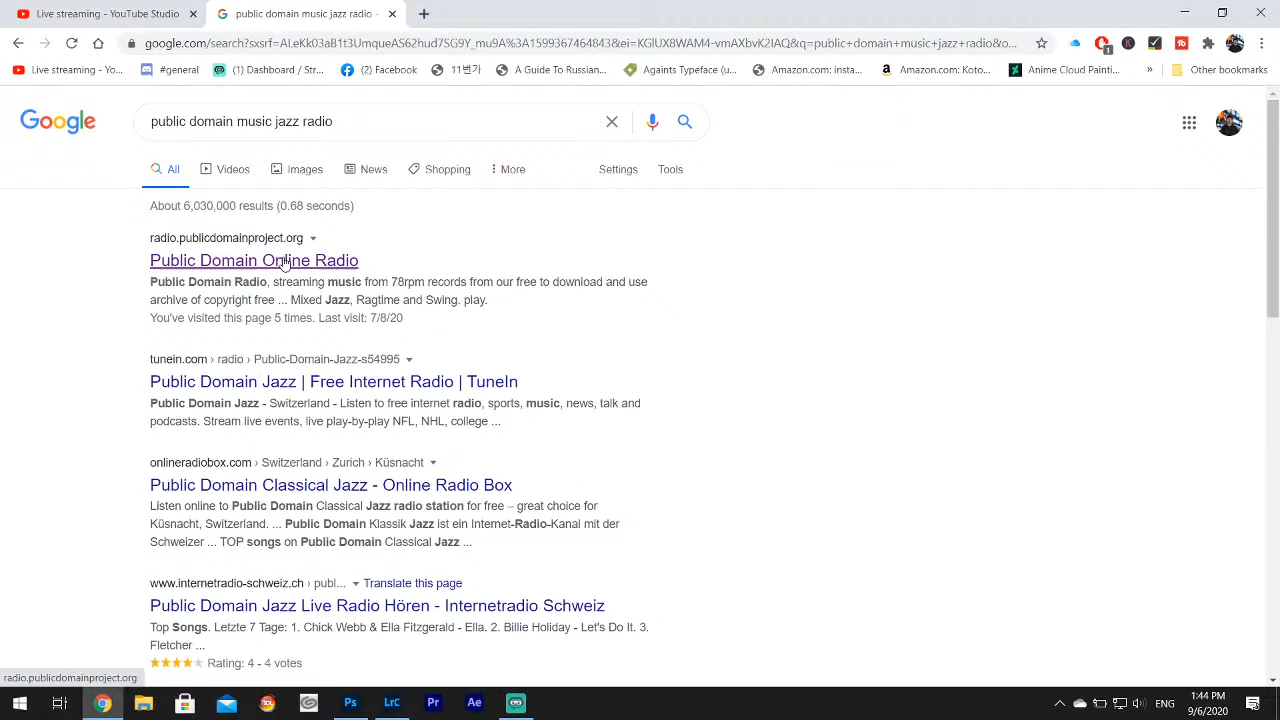 Live streaming - YouTube Studio
public domain music jazz radio -
google.com/search?sxsrf=ALeKk03aB1t3UmqueAS62Hod7SG9Y_mu9A%3A1599367464843&ei=KGlUX8WAM4-vmAXbvK2IAQ&q=public+domain+music+jazz+radio&o...
1
Live streaming - Yo...
#general
(1) Dashboard / Str...
(2) Facebook
11번가
A Guide To Russian...
Againts Typeface (u...
Amazon.com: insta...
Amazon.com: Koto...
Anime Cloud Painti...
»
Other bookmarks
Google
public domain music jazz radio
All
Videos
Images
News
Shopping
More
Settings
Tools
About 6,030,000 results (0.68 seconds)
radio.publicdomainproject.org
Public Domain Online Radio
Public Domain Radio, streaming music from 78rpm records from our free to download and use
archive of copyright free ... Mixed Jazz, Ragtime and Swing. play.
You've visited this page 5 times. Last visit: 7/8/20
tunein.com › radio › Public-Domain-Jazz-s54995
Public Domain Jazz | Free Internet Radio | TuneIn
Public Domain Jazz - Switzerland - Listen to free internet radio, sports, music, news, talk and
podcasts. Stream live events, live play-by-play NFL, NHL, college ...
onlineradiobox.com › Switzerland › Zurich › Küsnacht
Public Domain Classical Jazz - Online Radio Box
Listen online to Public Domain Classical Jazz radio station for free – great choice for
Küsnacht, Switzerland. ... Public Domain Klassik Jazz ist ein Internet-Radio-Kanal mit der
Schweizer ... TOP songs on Public Domain Classical Jazz ...
www.internetradio-schweiz.ch › publ...
Translate this page
Public Domain Jazz Live Radio Hören - Internetradio Schweiz
Top Songs. Letzte 7 Tage: 1. Chick Webb & Ella Fitzgerald - Ella. 2. Billie Holiday - Let's Do It. 3.
Fletcher ...
Rating: 4 - 4 votes
radio.publicdomainproject.org
Ps
Lrc
Pr
Ae
ENG
1:44 PM
9/6/2020